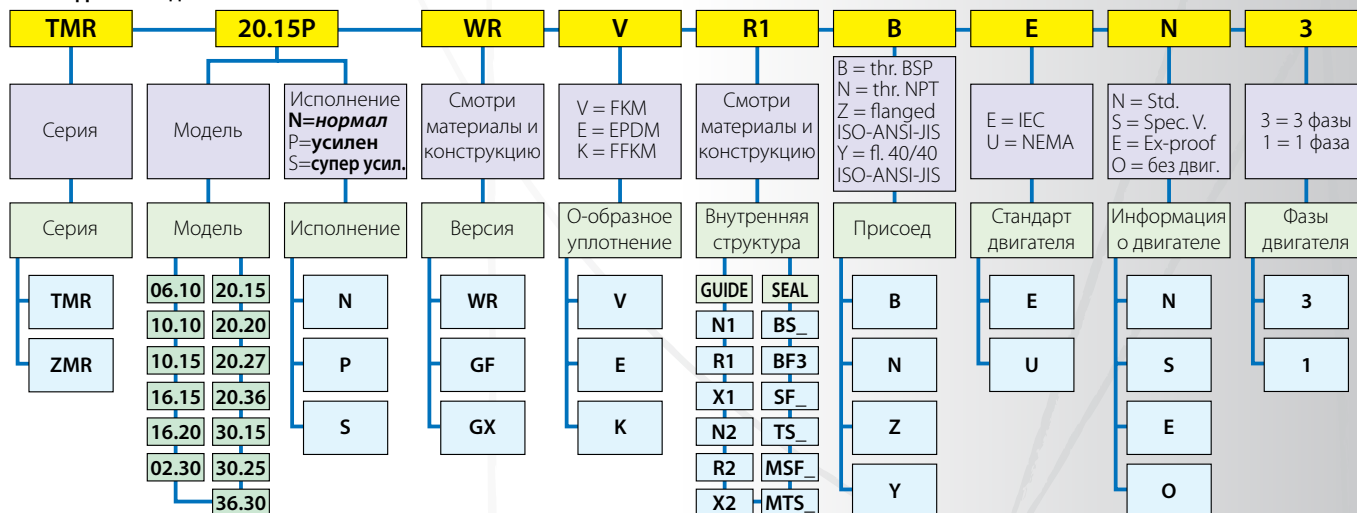 TMR 20.15P WR V R1 B E N 3
Серия
Модель
Исполнение
N=нормал
P=усилен
S=супер усил.
Смотри
материалы и
конструкцию
V = FKM
E = EPDM
K = FFKM
Смотри
материалы и
конструкцию
B = thr. BSP
N = thr. NPT
Z = flanged
ISO-ANSI-JIS
Y = fl. 40/40
ISO-ANSI-JIS
E = IEC
U = NEMA
N = Std.
S = Spec. V.
E = Ex-proof
O = без двиг.
3 = 3 фазы
1 = 1 фаза
Серия
Модель
Исполнение
Версия
О-образное
уплотнение
Внутренняя
структура
Присоед
Стандарт
двигателя
Информация
о двигателе
Фазы
двигателя
TMR
ZMR
06.10 20.15
10.10 20.20
10.15 20.27
16.15 20.36
16.20 30.15
02.30 30.25
36.30
N
P
S
WR
GF
GX
V
E
K
GUIDE SEAL
N1 BS_
R1 BF3
X1 SF_
N2 TS_
R2 MSF_
X2 MTS_
B
N
Z
Y
E
U
N
S
E
O
3
1